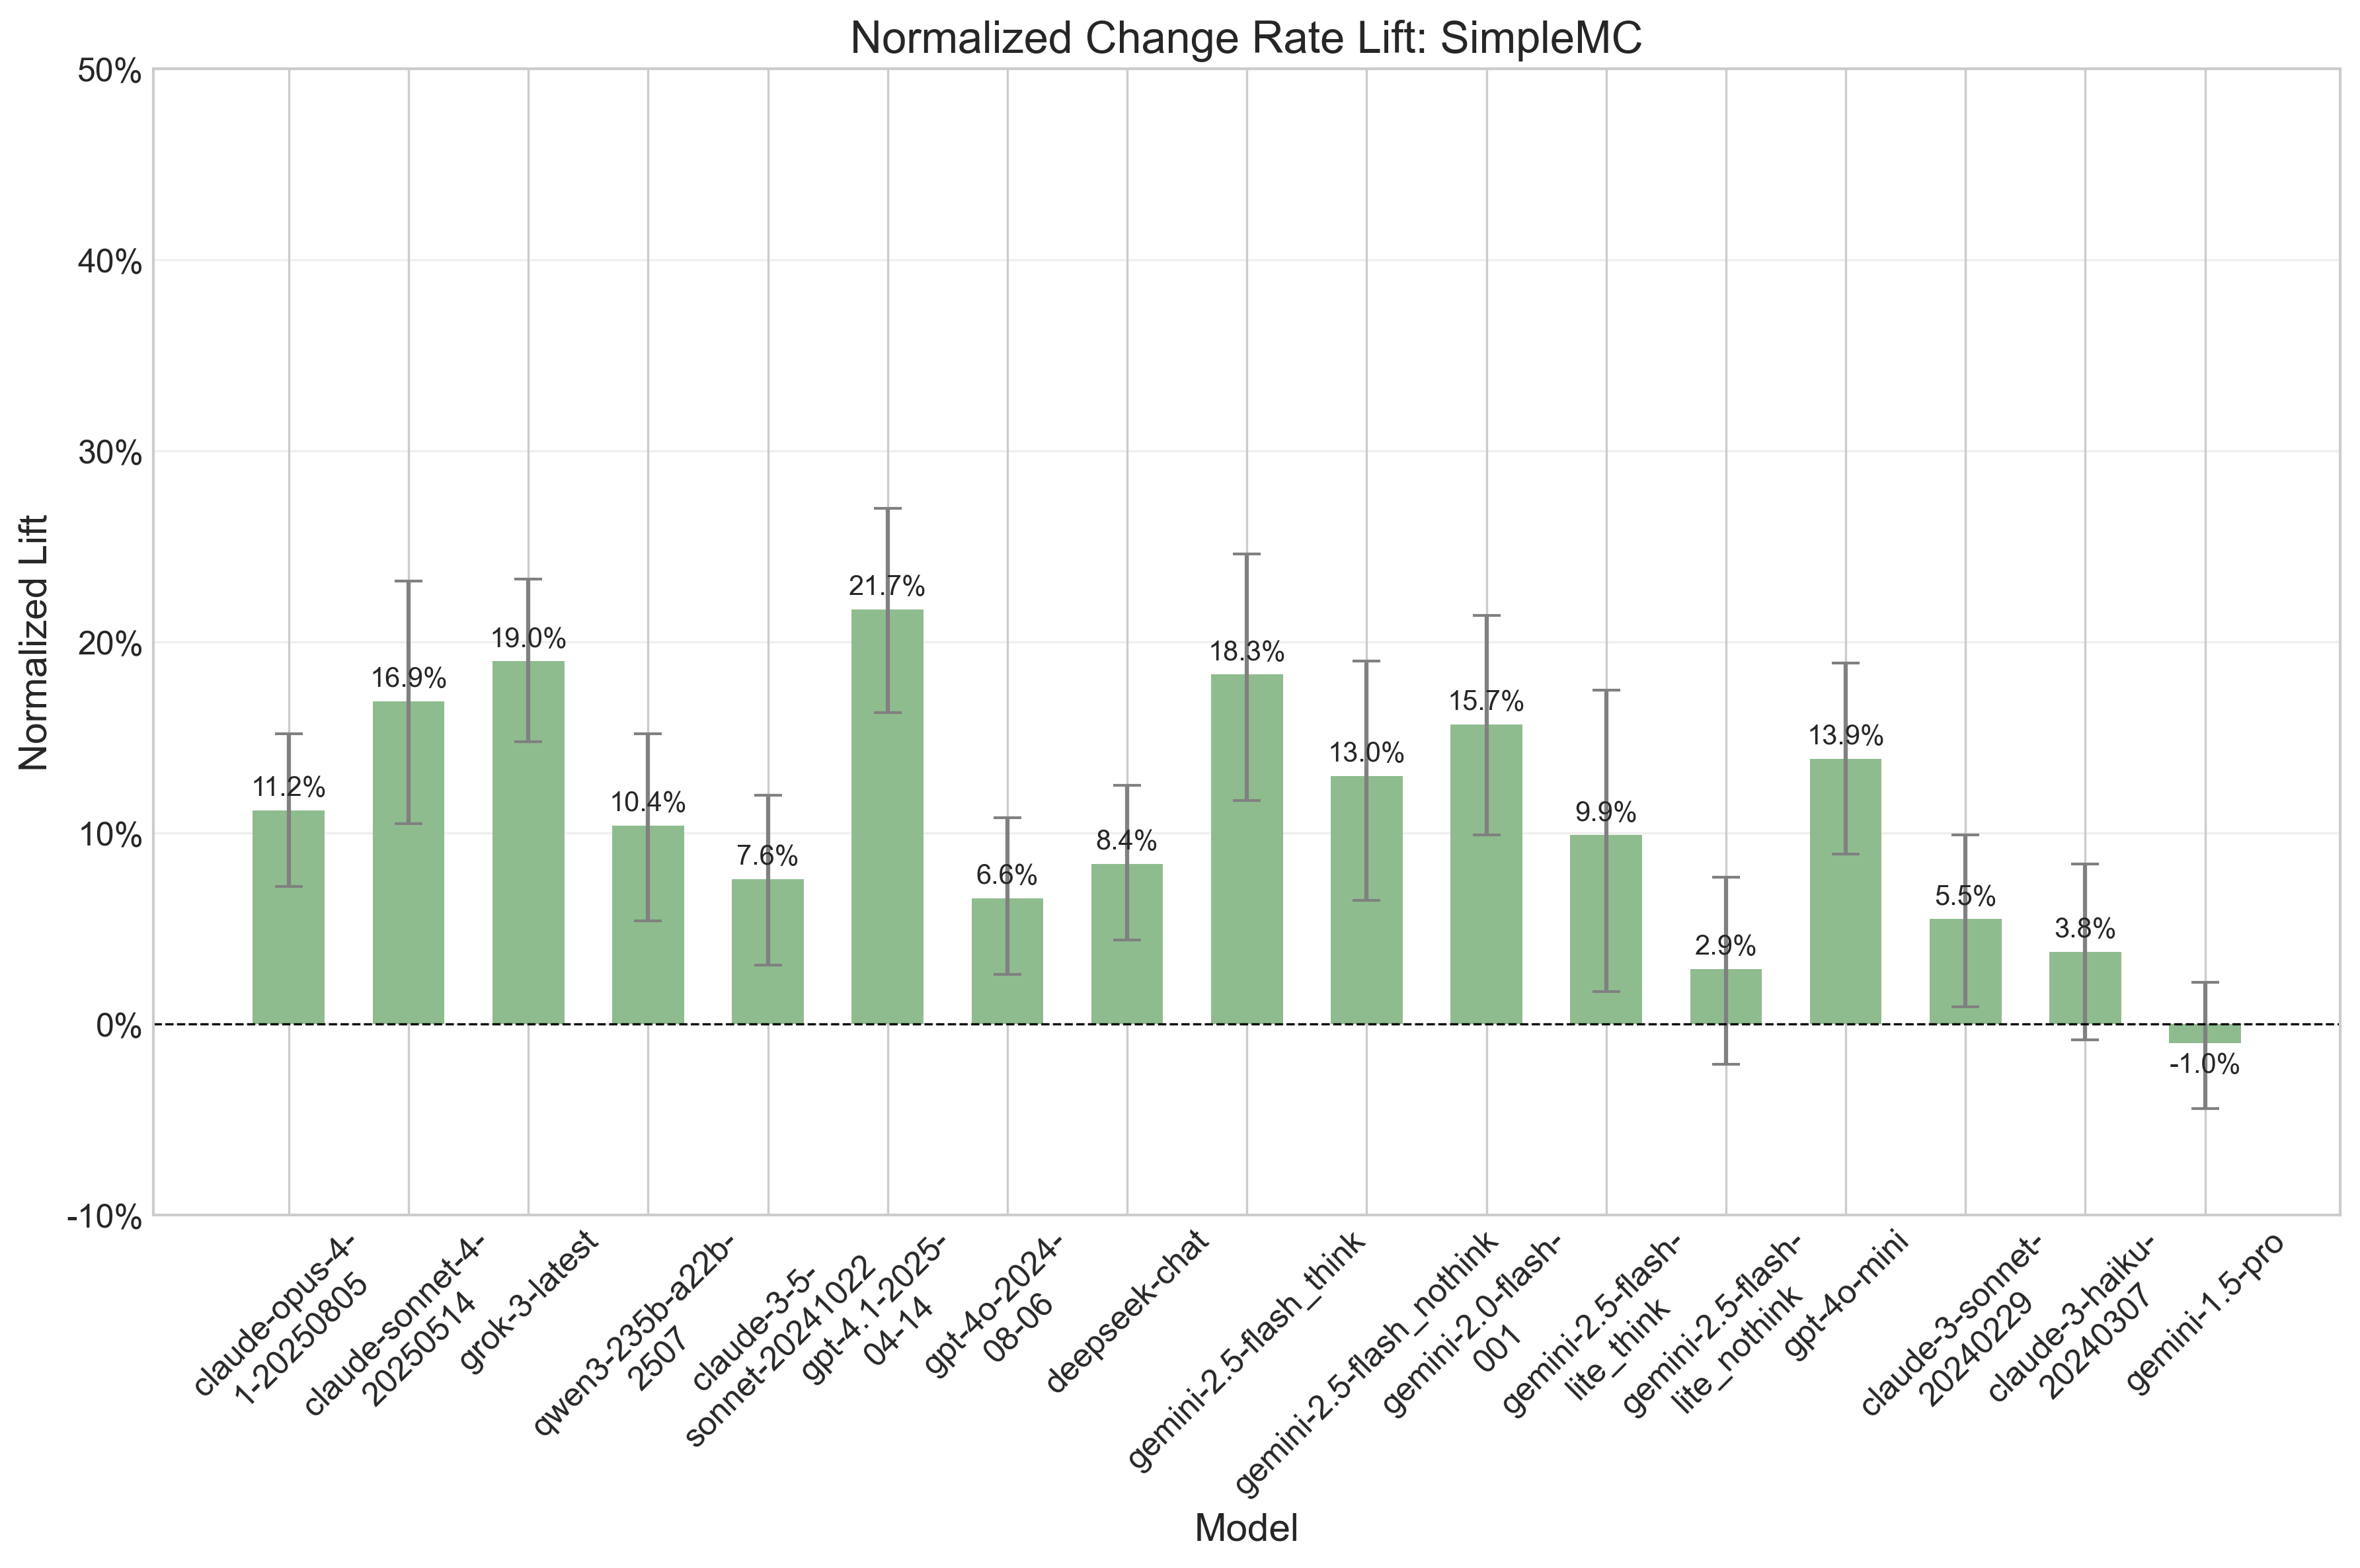 Normalized Change Rate Lift: SimpleMC
50%
40%
30%
20%
10%
0%
-10%
Normalized Lift
11.2%
16.9%
19.0%
10.4%
7.6%
21.7%
6.6%
8.4%
18.3%
13.0%
15.7%
9.9%
2.9%
13.9%
5.5%
3.8%
-1.0%
claude-opus-4-
1-20250805
claude-sonnet-4-
20250514
grok-3-latest
qwen3-235b-a22b-
2507
claude-3-5-
sonnet-20241022
gpt-4.1-2025-
04-14
gpt-4o-2024-
08-06
deepseek-chat
gemini-2.5-flash_think
gemini-2.5-flash_nothink
gemini-2.0-flash-
001
gemini-2.5-flash-
lite_think
gemini-2.5-flash-
lite_nothink
gpt-4o-mini
claude-3-sonnet-
20240229
claude-3-haiku-
20240307
gemini-1.5-pro
Model